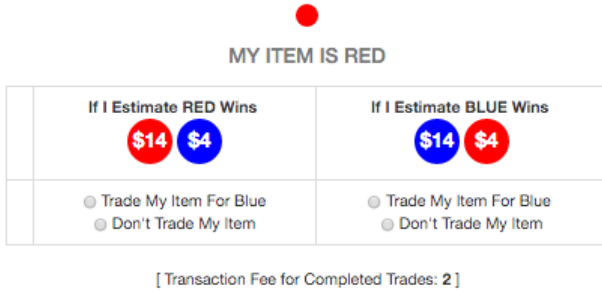 MY ITEM IS RED
If I Estimate RED Wins
$14 $4
If I Estimate BLUE Wins
$14 $4
Trade My Item For Blue
Don't Trade My Item
Trade My Item For Blue
Don't Trade My Item
[ Transaction Fee for Completed Trades: 2 ]